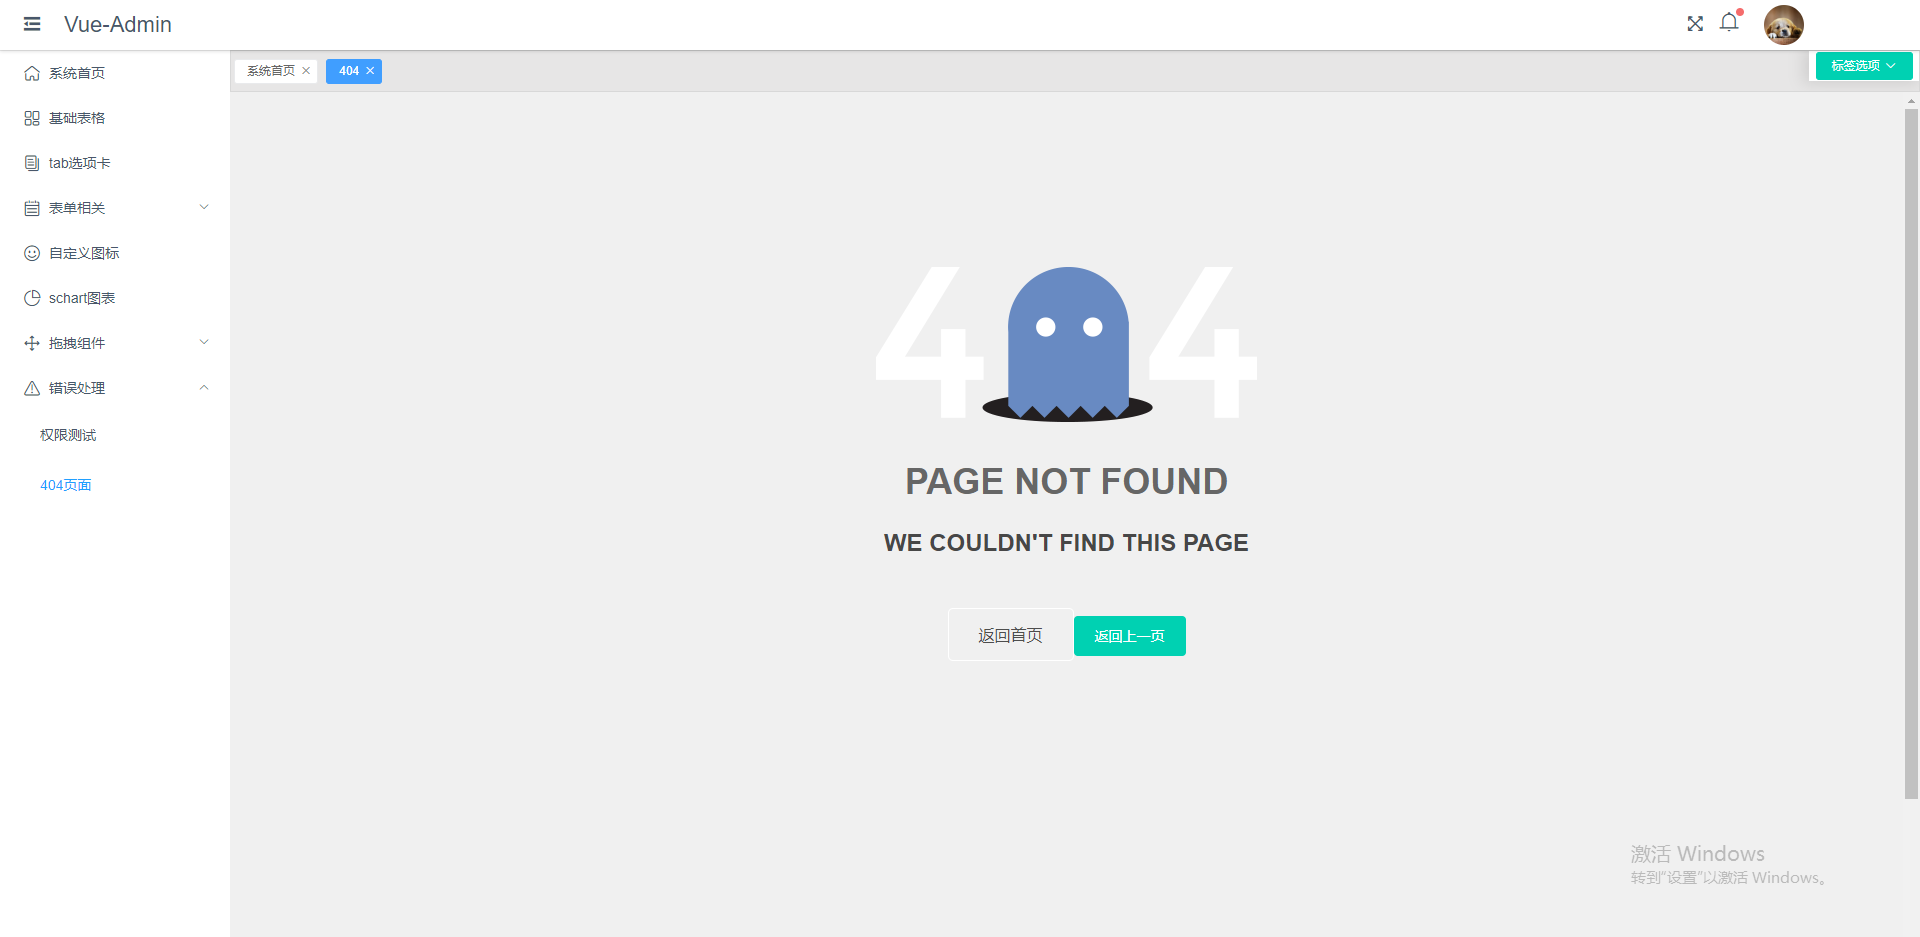 Vue-Admin
系统首页
基础表格
tab选项卡
表单相关
自定义图标
schart图表
拖拽组件
错误处理
权限测试
404页面
系统首页
404
标签选项
4 4
PAGE NOT FOUND
WE COULDN'T FIND THIS PAGE
返回首页 返回上一页
激活 Windows
转到“设置”以激活 Windows。